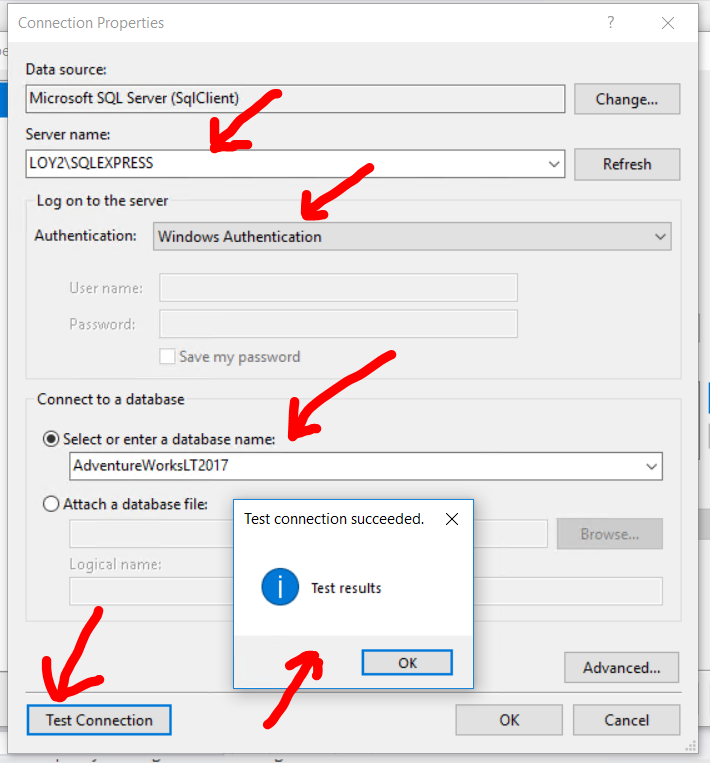 Connection Properties
?
Data source:
Microsoft SQL Server (SqlClient)
Change...
Server name:
LOY2\SQLEXPRESS
Refresh
Log on to the server
Authentication:
Windows Authentication
User name:
Password:
Save my password
Connect to a database
Select or enter a database name:
AdventureWorksLT2017
Attach a database file:
Browse...
Logical name:
Test connection succeeded.
i
Test results
OK
Advanced...
Test Connection
OK
Cancel